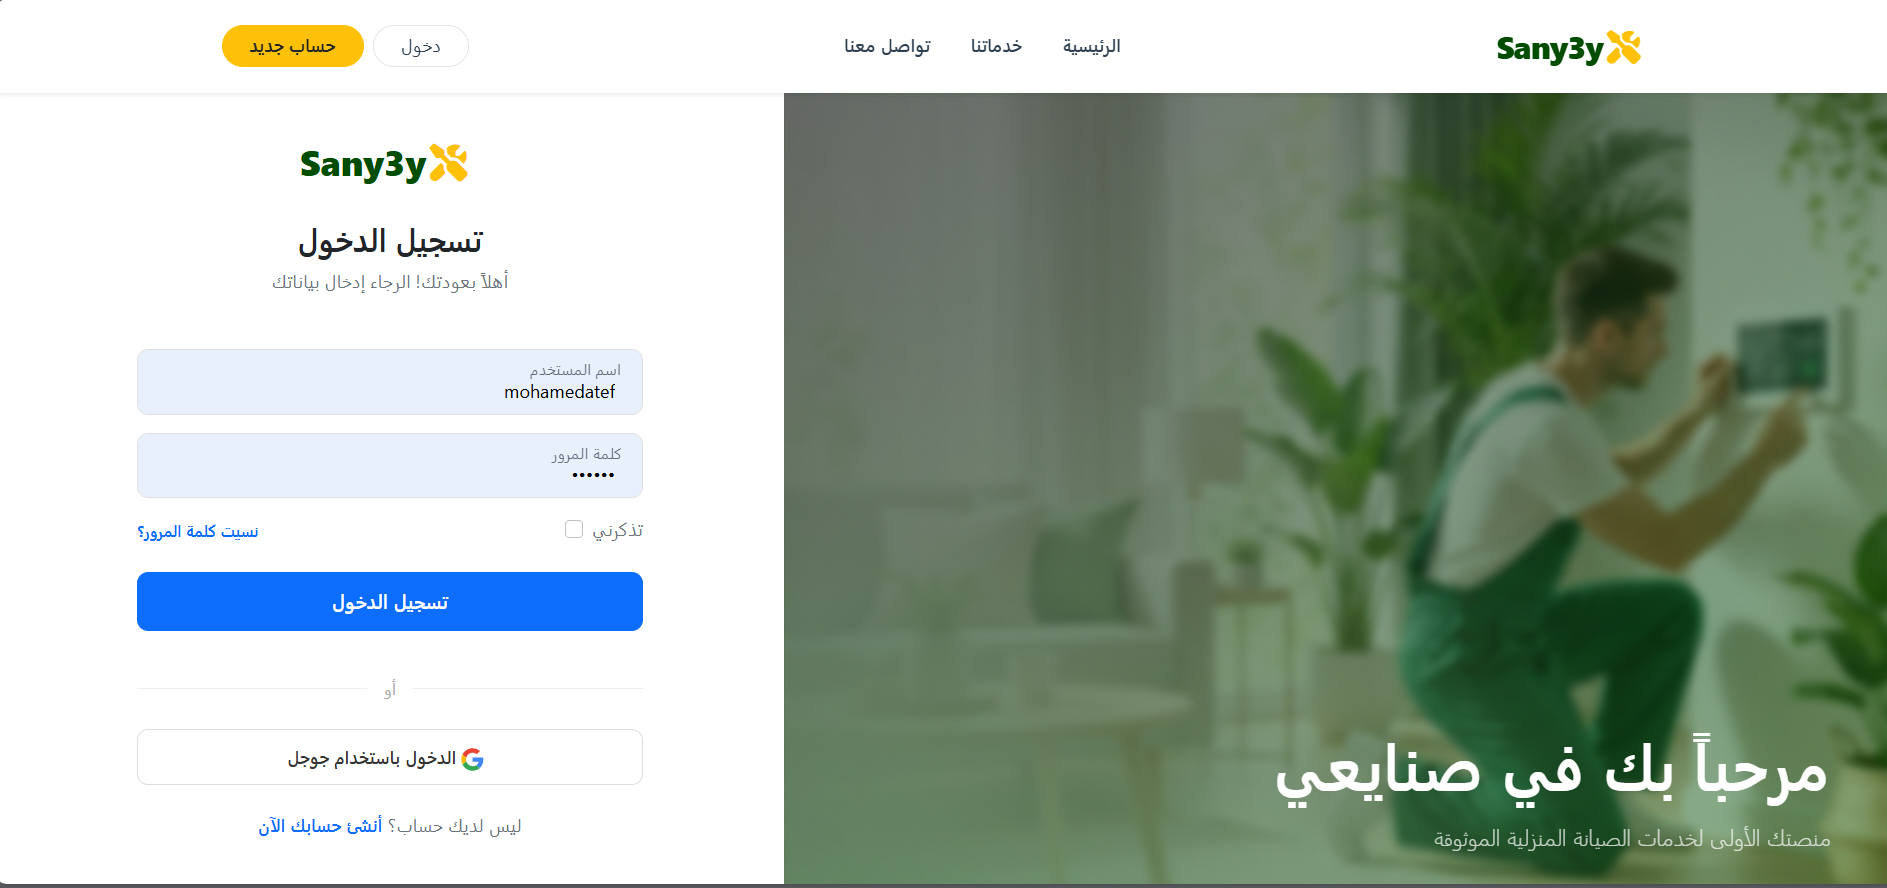 Sany3y
الرئيسية
خدماتنا
تواصل معنا
دخول
حساب جديد
مرحباً بك في صنايعي
منصتك الأولى لخدمات الصيانة المنزلية الموثوقة
Sany3y
تسجيل الدخول
أهلاً بعودتك! الرجاء إدخال بياناتك
اسم المستخدم
mohamedatef
كلمة المرور
••••••
تذكرني
نسيت كلمة المرور؟
تسجيل الدخول
أو
الدخول باستخدام جوجل
ليس لديك حساب؟ أنشئ حسابك الآن